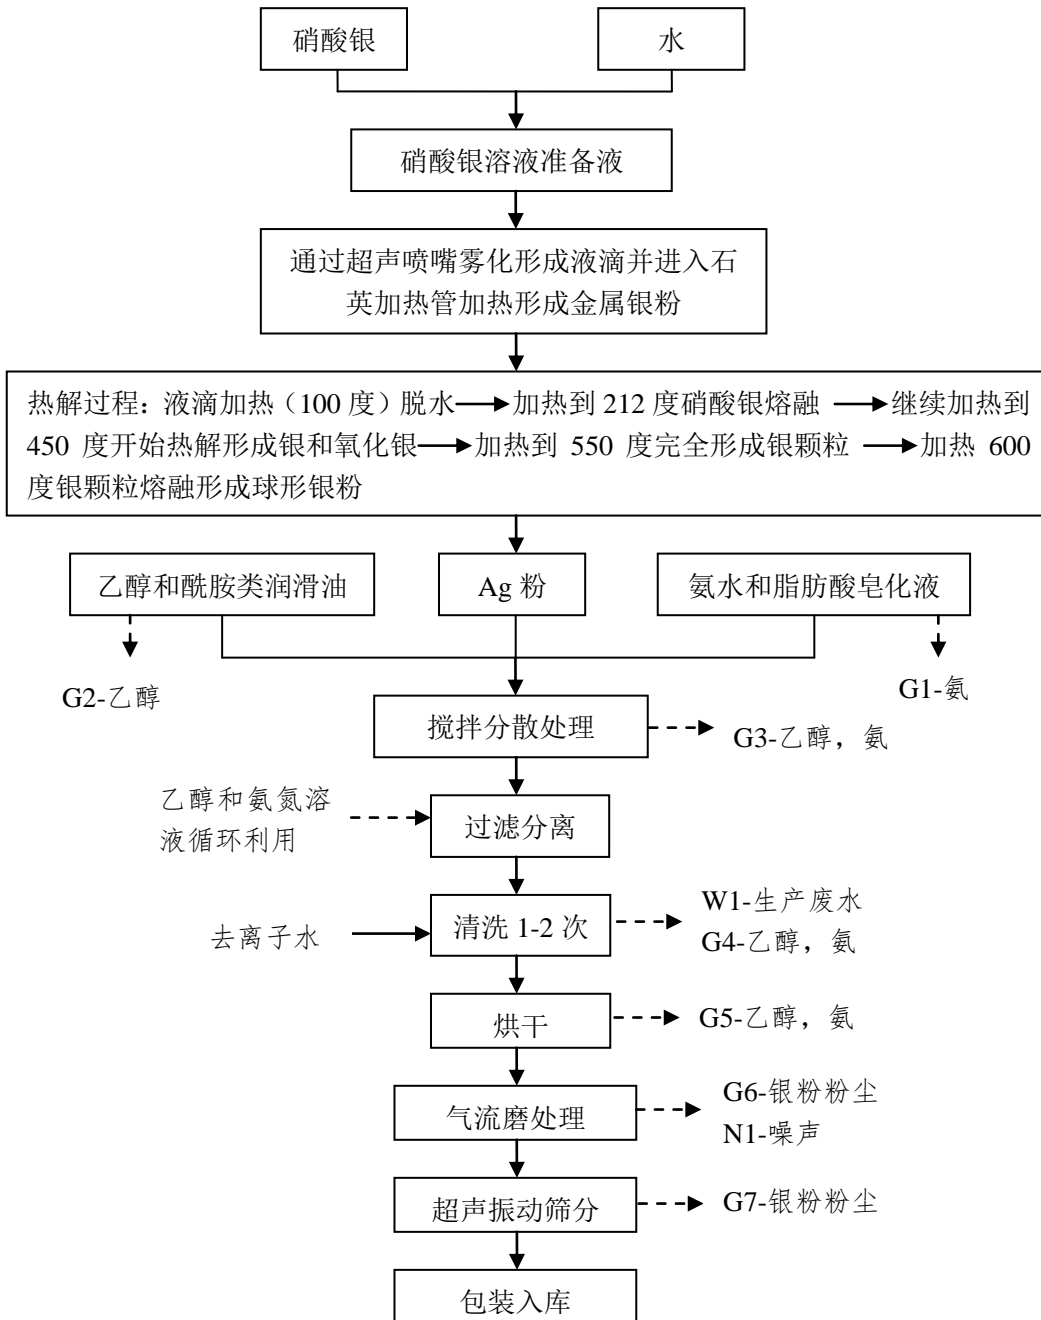 硝酸银
水
硝酸银溶液准备液
通过超声喷嘴雾化形成液滴并进入石
英加热管加热形成金属银粉
热解过程：液滴加热（100 度）脱水→加热到 212 度硝酸银熔融→继续加热到
450 度开始热解形成银和氧化银→加热到 550 度完全形成银颗粒→加热 600
度银颗粒熔融形成球形银粉
乙醇和酰胺类润滑油
Ag 粉
氨水和脂肪酸皂化液
G2-乙醇
G1-氨
搅拌分散处理
G3-乙醇，氨
乙醇和氨氮溶
液循环利用
过滤分离
去离子水
清洗 1-2 次
W1-生产废水
G4-乙醇，氨
烘干
G5-乙醇，氨
气流磨处理
G6-银粉粉尘
N1-噪声
超声振动筛分
G7-银粉粉尘
包装入库